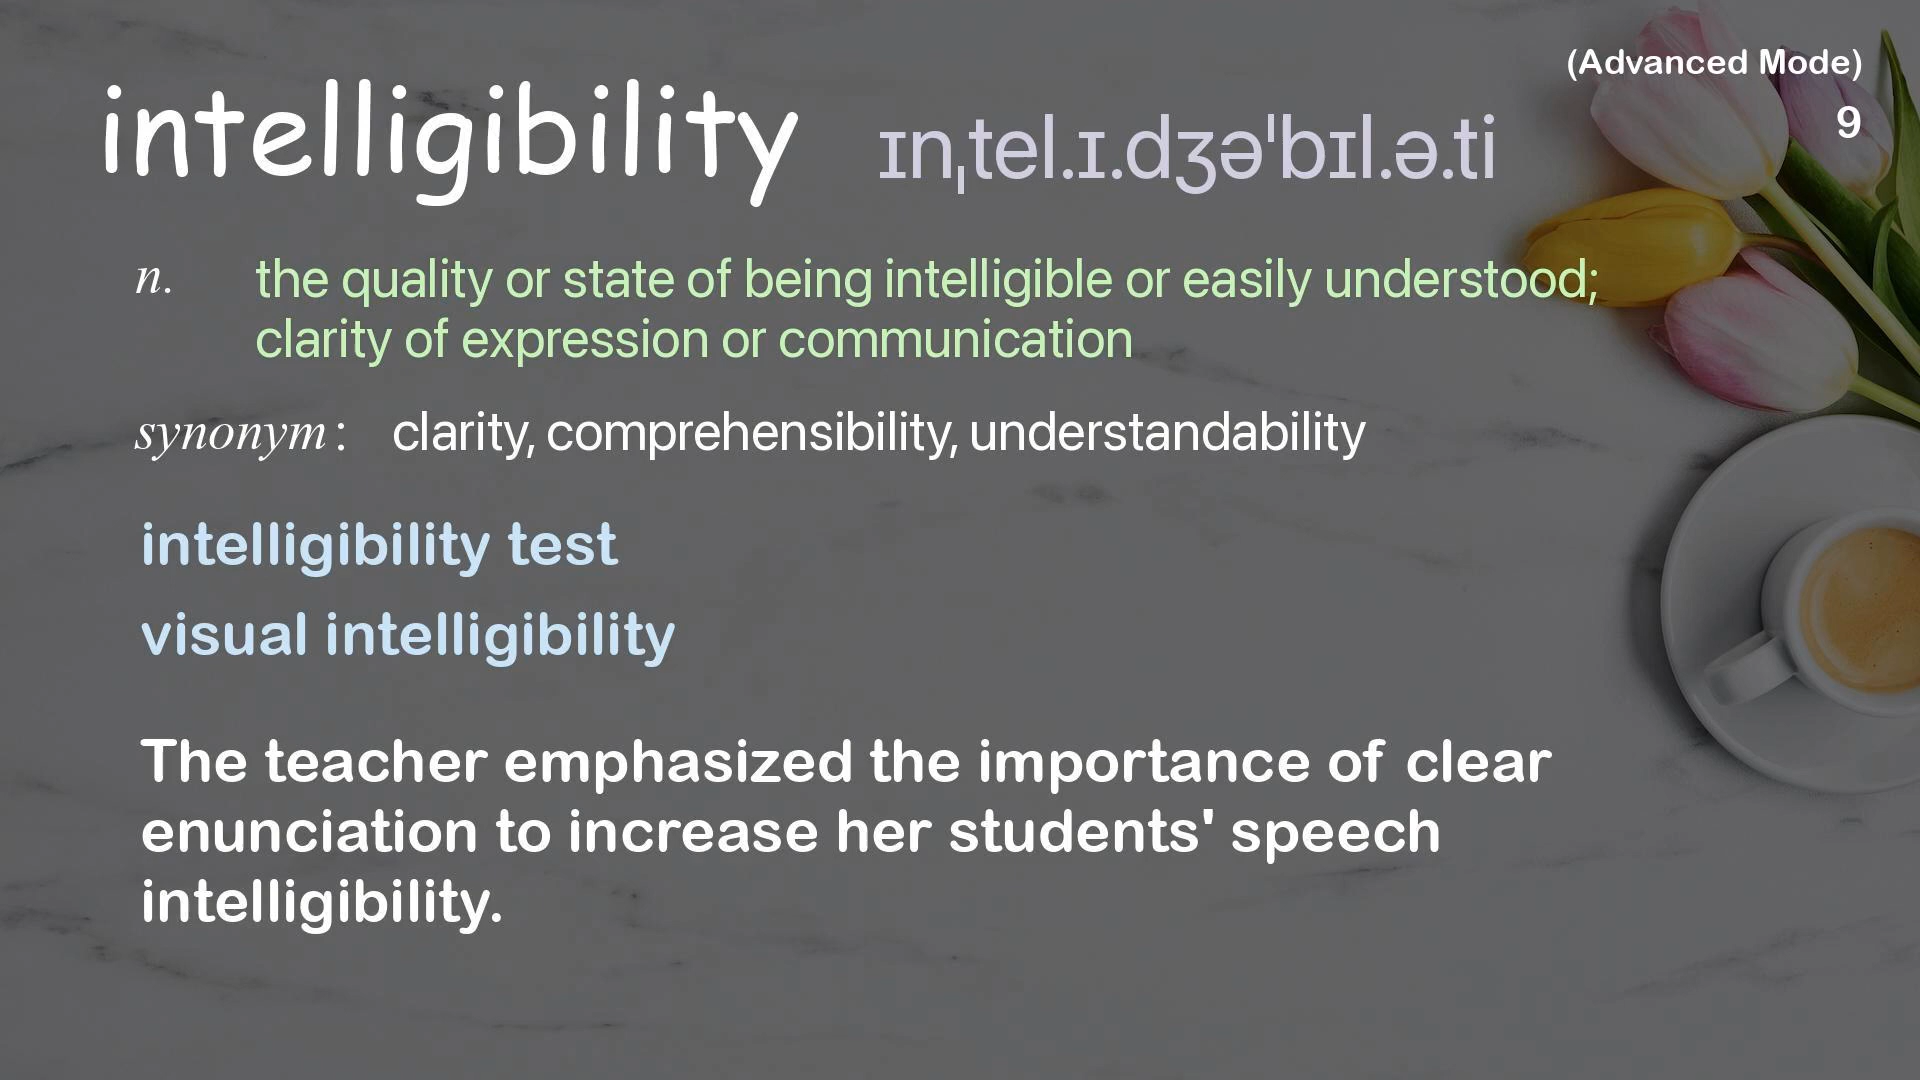 (Advanced Mode)
9
intelligibility ɪnˌtel.ɪ.dʒəˈbɪl.ə.ti
n. the quality or state of being intelligible or easily understood;
clarity of expression or communication
synonym: clarity, comprehensibility, understandability
intelligibility test
visual intelligibility
The teacher emphasized the importance of clear
enunciation to increase her students' speech
intelligibility.